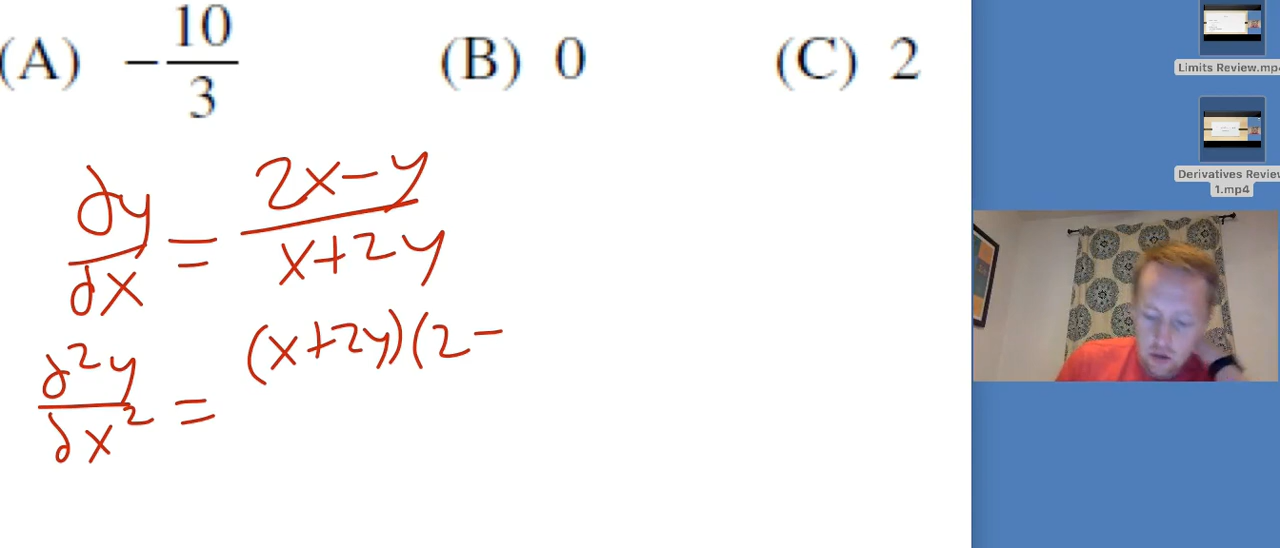 (A) -10/3 (B) 0 (C) 2
dy/dx = (2x-y)/(x+2y)
d²y/dx² = (x+2y)(2-
Limits Review.mp4
Derivatives Review
1.mp4